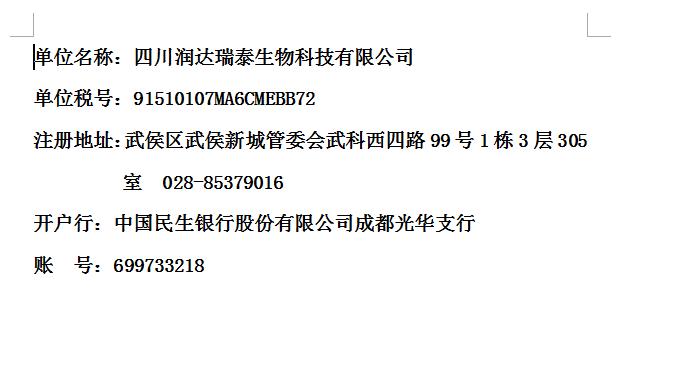 单位名称：四川润达瑞泰生物科技有限公司
单位税号：91510107MA6CMEBB72
注册地址：武侯区武侯新城管委会武科西四路 99 号 1 栋 3 层 305
室 028-85379016
开户行：中国民生银行股份有限公司成都光华支行
账 号：699733218